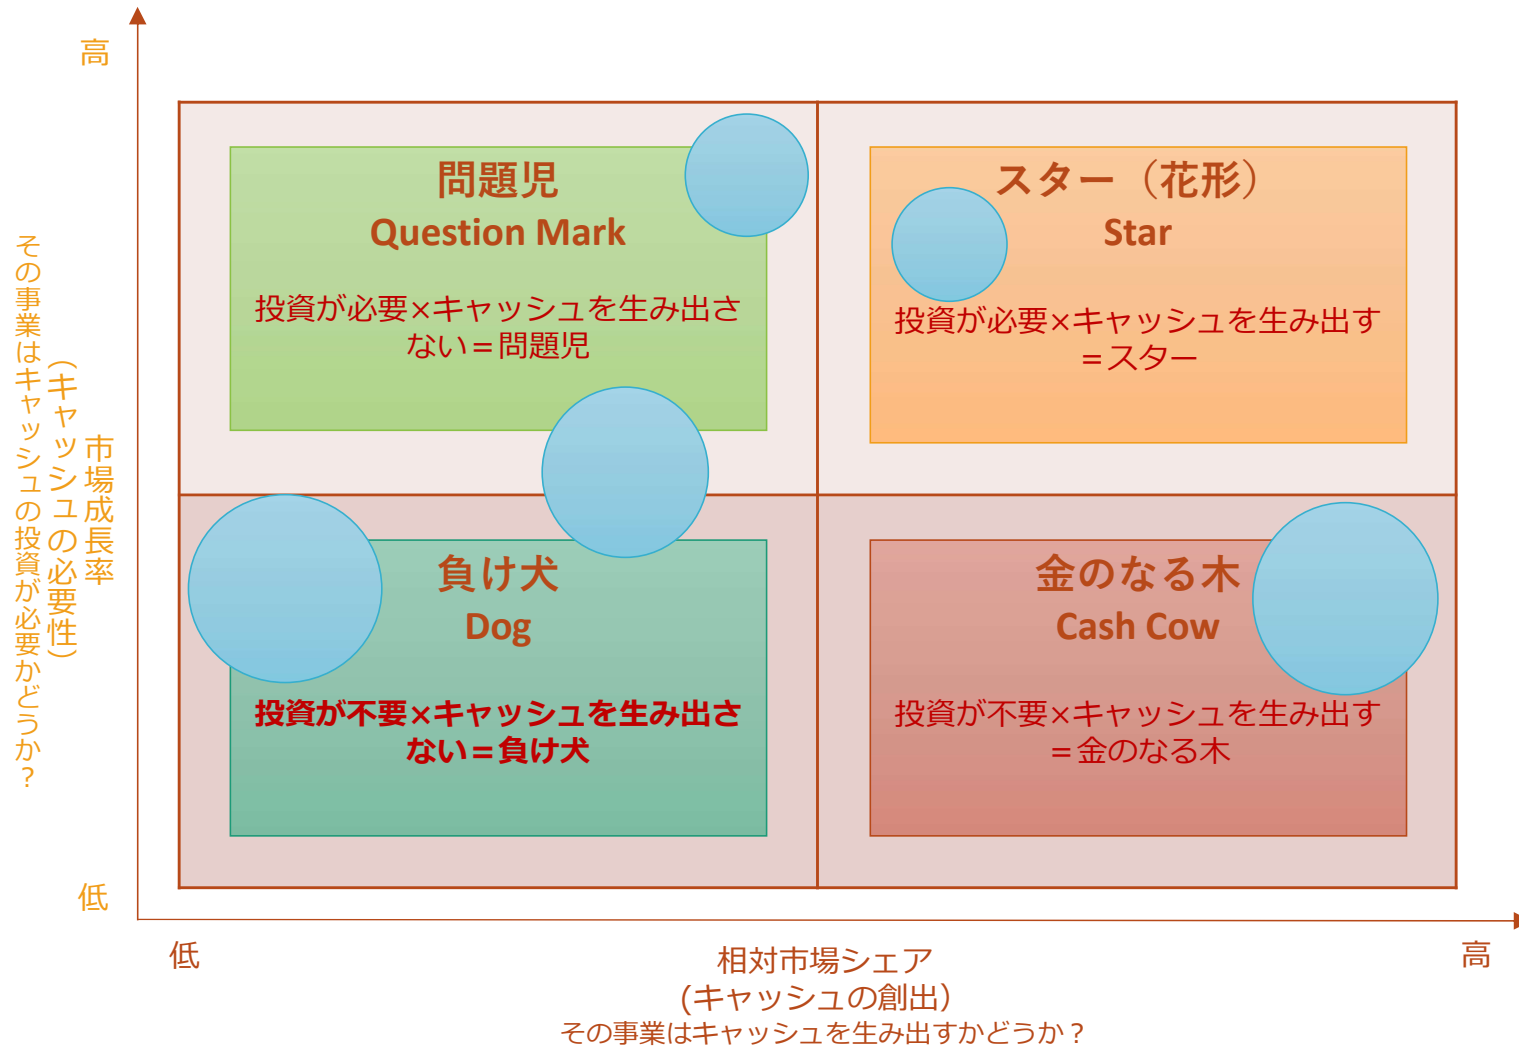 高
その事業はキャッシュの投資が必要かどうか？
（キャッシュの必要性）
市場成長率
低
問題児
Question Mark
投資が必要×キャッシュを生み出さ
ない＝問題児
スター（花形）
Star
投資が必要×キャッシュを生み出す
＝スター
負け犬
Dog
投資が不要×キャッシュを生み出さ
ない＝負け犬
金のなる木
Cash Cow
投資が不要×キャッシュを生み出す
＝金のなる木
低
高
相対市場シェア
(キャッシュの創出）
その事業はキャッシュを生み出すかどうか？